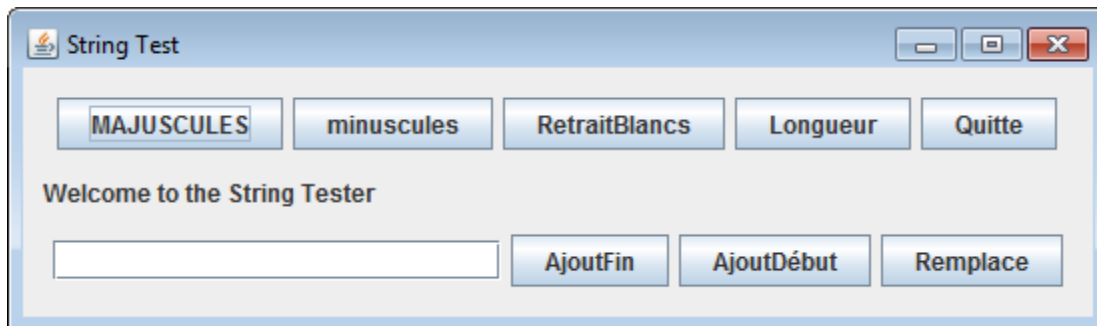 String Test
MAJUSCULES minuscules RetraitBlancs Longueur Quitte
Welcome to the String Tester
AjoutFin AjoutDébut Remplace